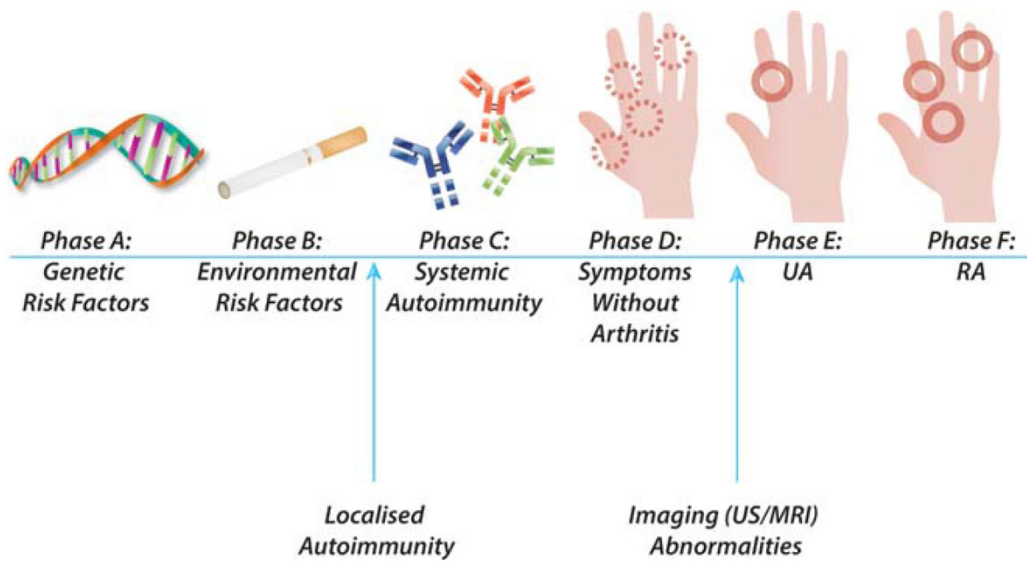 Phase A:
Genetic
Risk Factors
Phase B:
Environmental
Risk Factors
Phase C:
Systemic
Autoimmunity
Phase D:
Symptoms
Without
Arthritis
Phase E:
UA
Phase F:
RA
Localised
Autoimmunity
Imaging (US/MRI)
Abnormalities